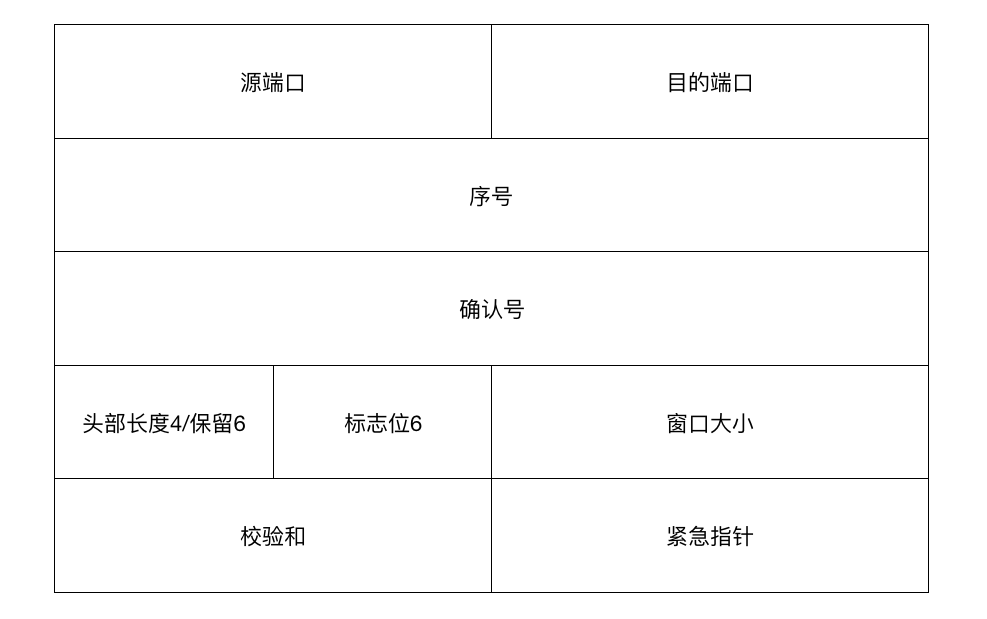 源端口
目的端口
序号
确认号
头部长度4/保留6
标志位6
窗口大小
校验和
紧急指针